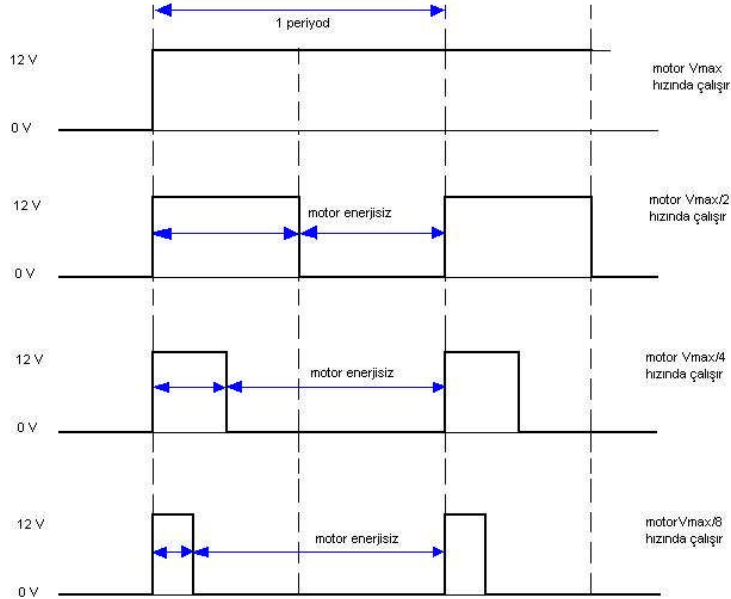 1 periyod
12 V
motor Vmax
hızında çalışır
0 V
12 V
motor enerjisiz
motor Vmax/2
hızında çalışır
0 V
12 V
motor enerjisiz
motor Vmax/4
hızında çalışır
0 V
12 V
motor enerjisiz
motorVmax/8
hızında çalışır
0 V